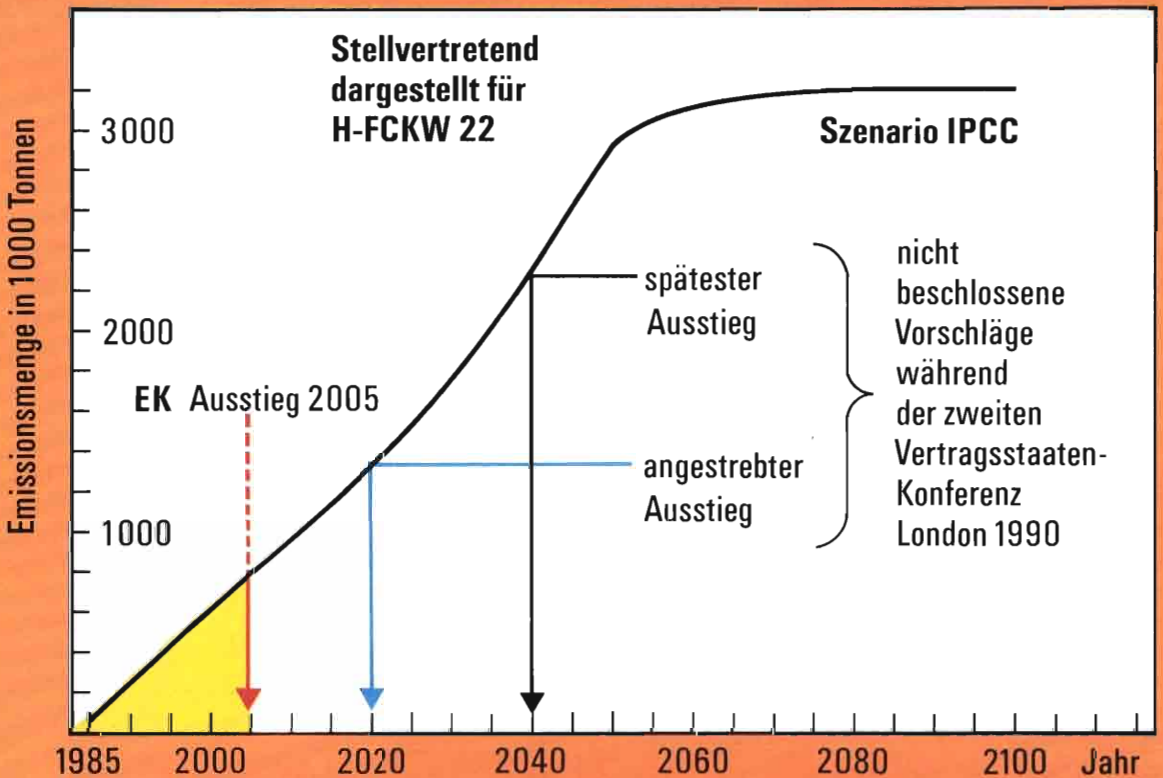 Emissionsmenge in 1000 Tonnen
Stellvertretend
dargestellt für
H-FCKW 22
3000
2000
1000
Szenario IPCC
EK Ausstieg 2005
spätester
Ausstieg
angestrebter
Ausstieg
nicht
beschlossene
Vorschläge
während
der zweiten
Vertragsstaaten-
Konferenz
London 1990
1985 2000 2020 2040 2060 2080 2100 Jahr